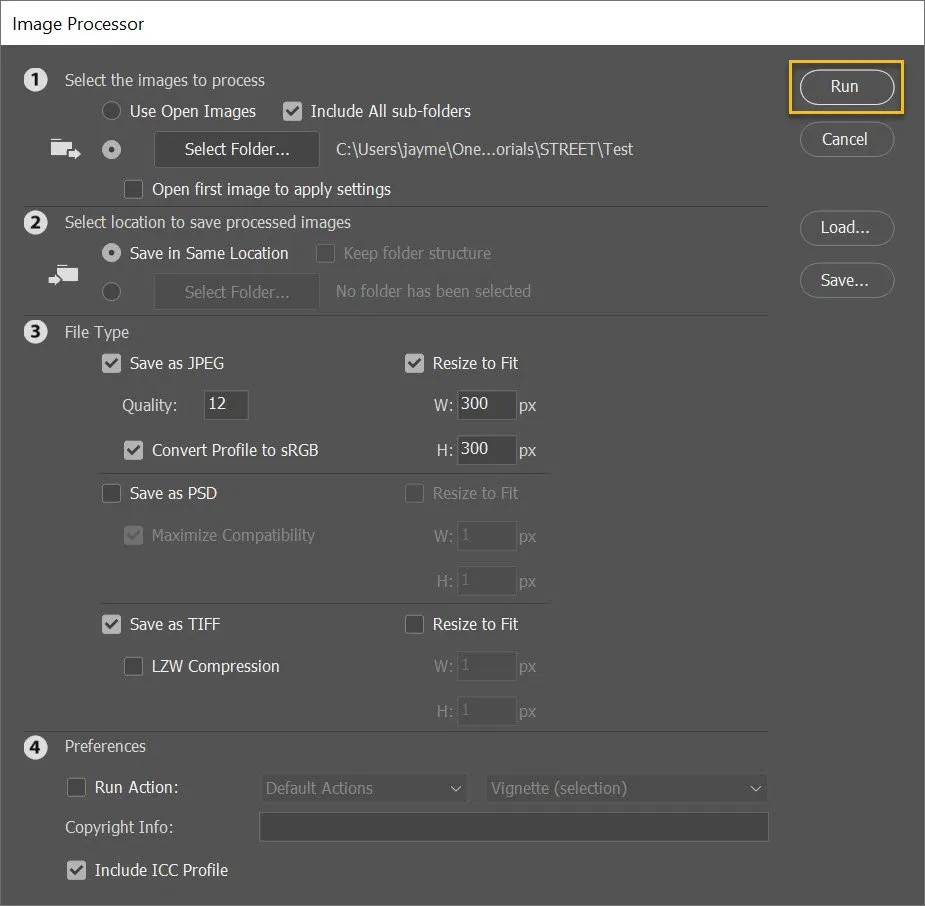 Image Processor
1 Select the images to process
Use Open Images Include All sub-folders
Run
Select Folder... C:\Users\jayme\One...orials\STREET\Test
Cancel
Open first image to apply settings
2 Select location to save processed images
Load...
Save in Same Location Keep folder structure
Save...
Select Folder... No folder has been selected
3 File Type
Save as JPEG Resize to Fit
Quality: 12 W: 300 px
Convert Profile to sRGB H: 300 px
Save as PSD Resize to Fit
Maximize Compatibility W: 1 px
H: 1 px
Save as TIFF Resize to Fit
LZW Compression W: 1 px
H: 1 px
4 Preferences
Run Action: Default Actions Vignette (selection)
Copyright Info:
Include ICC Profile